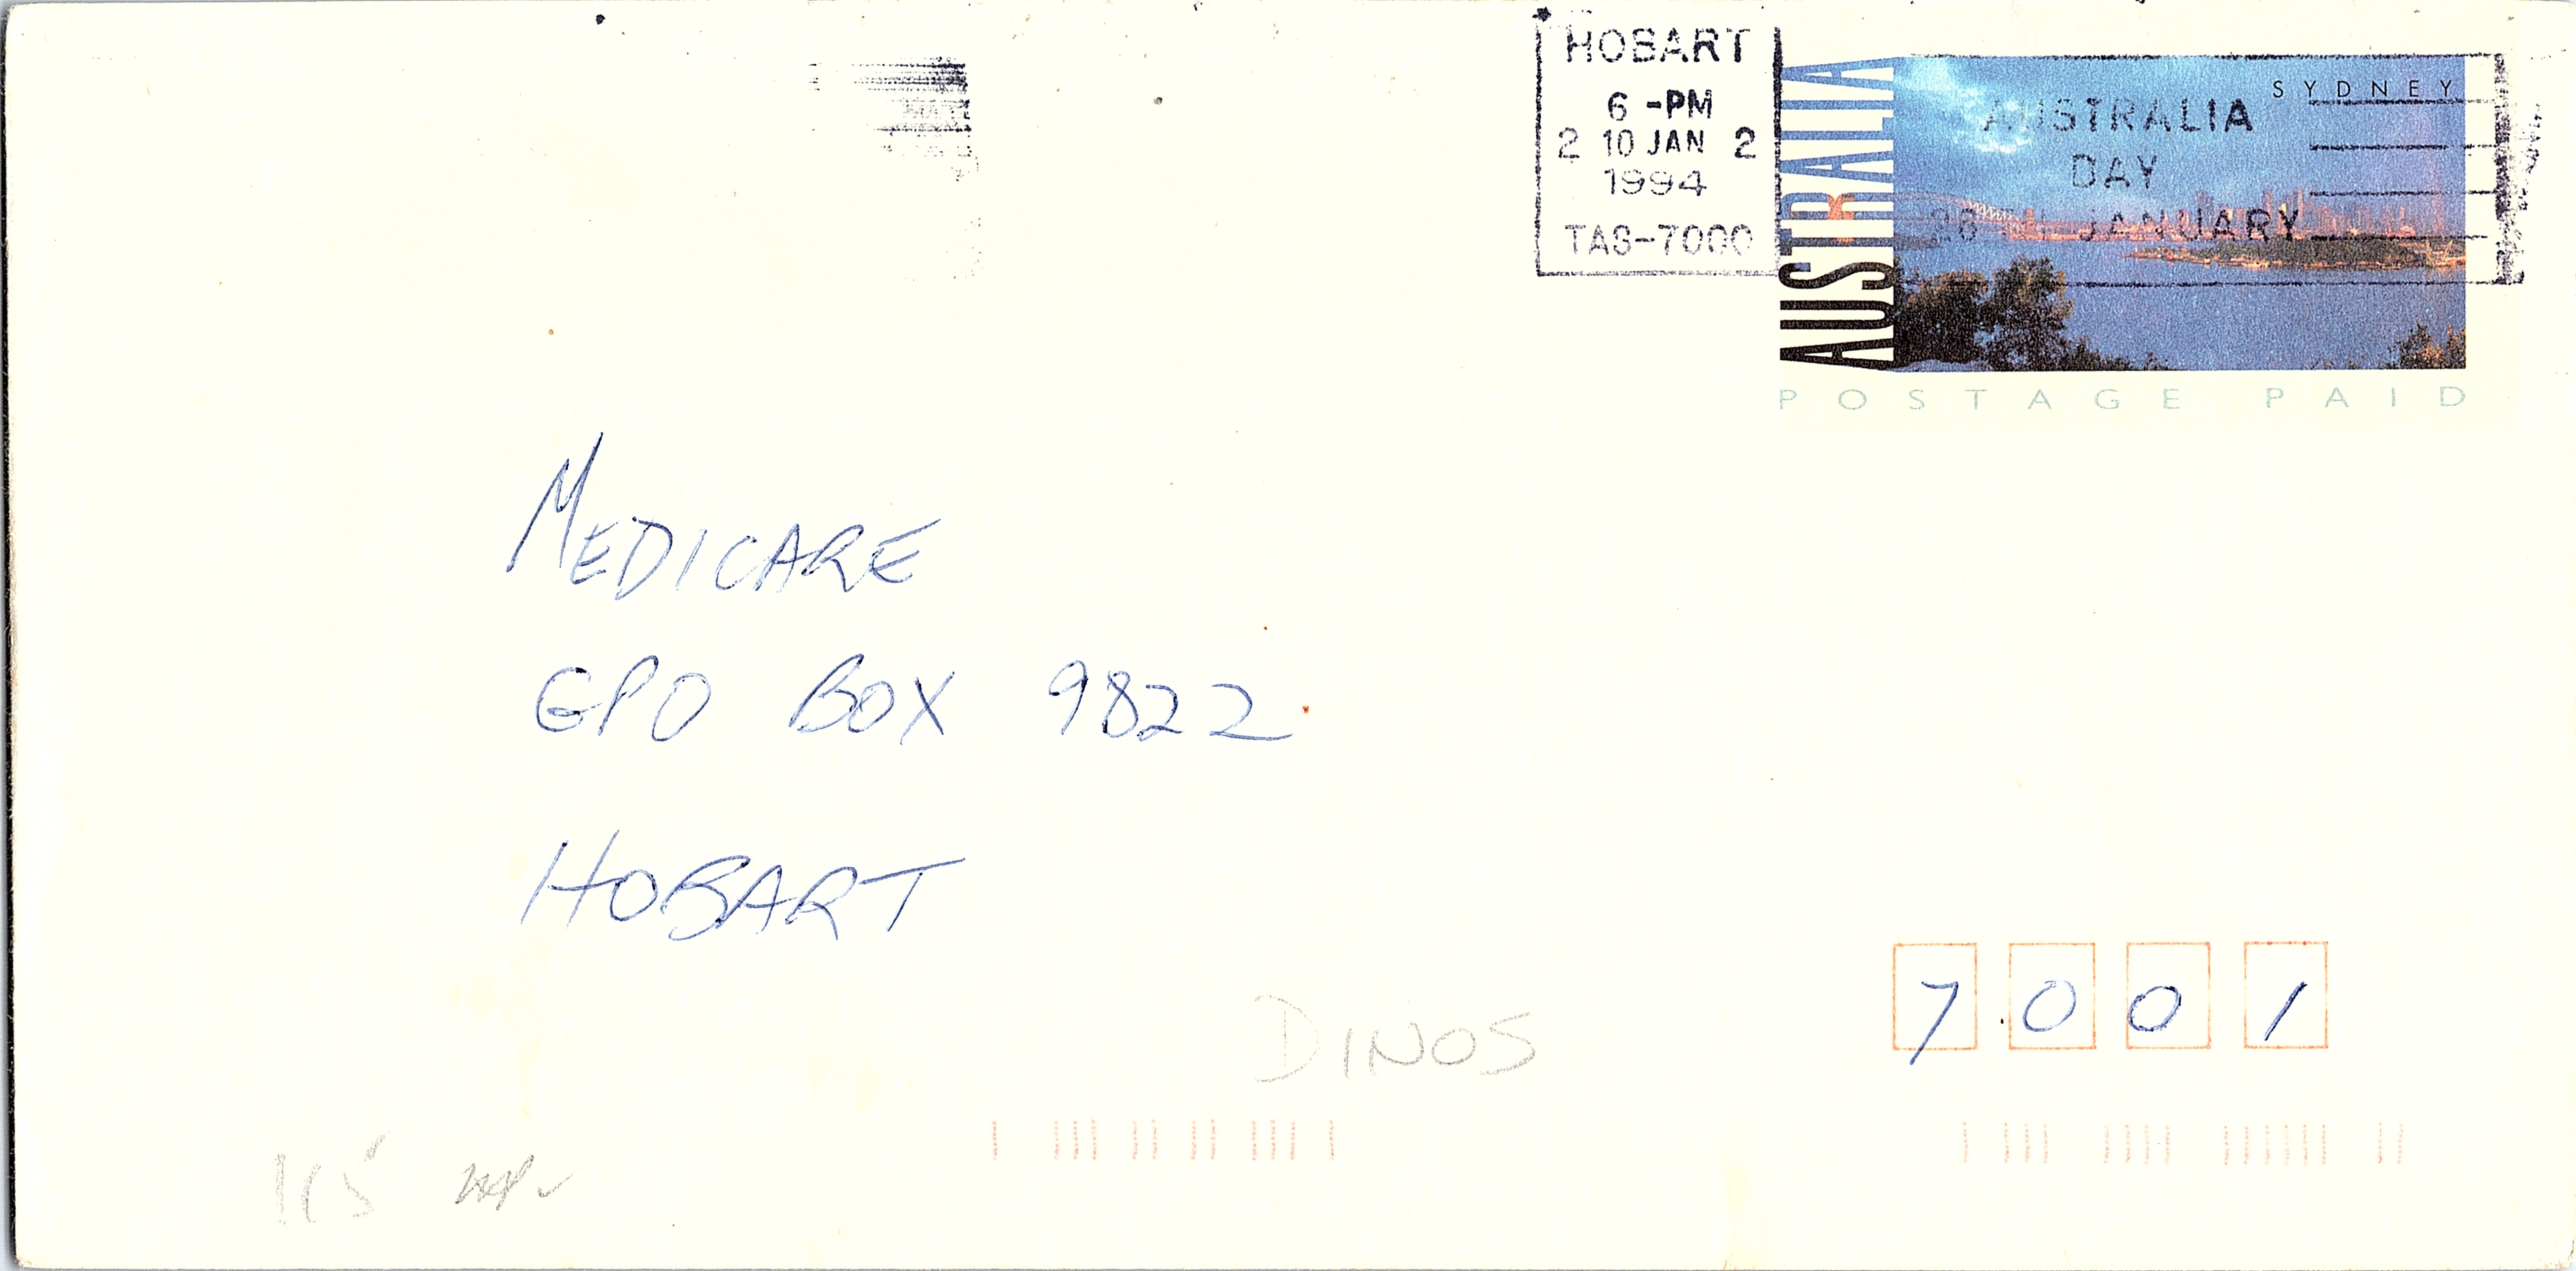 HOBART
6 -PM
2 10 JAN 2
1994
TAS-7000
AUSTRALIA
SYDNEY
AUSTRALIA
DAY
26 JANUARY
POSTAGE PAID
MEDICARE
GPO BOX 9822
HOBART
7001
DINOS